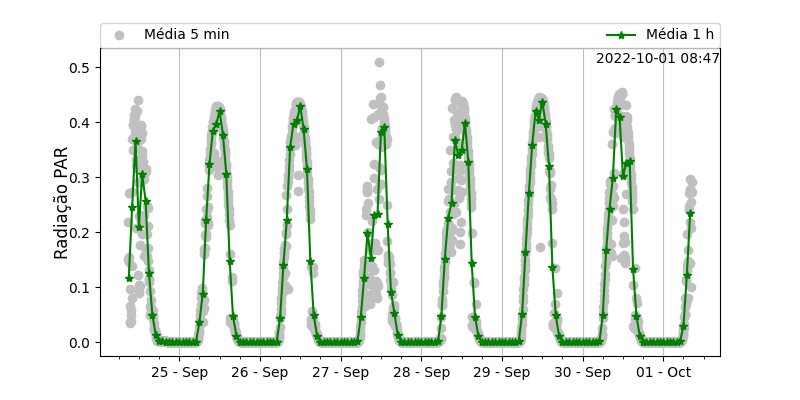 Média 5 min
Média 1 h
2022-10-01 08:47
Radiação PAR
0.5
0.4
0.3
0.2
0.1
0.0
25 - Sep
26 - Sep
27 - Sep
28 - Sep
29 - Sep
30 - Sep
01 - Oct